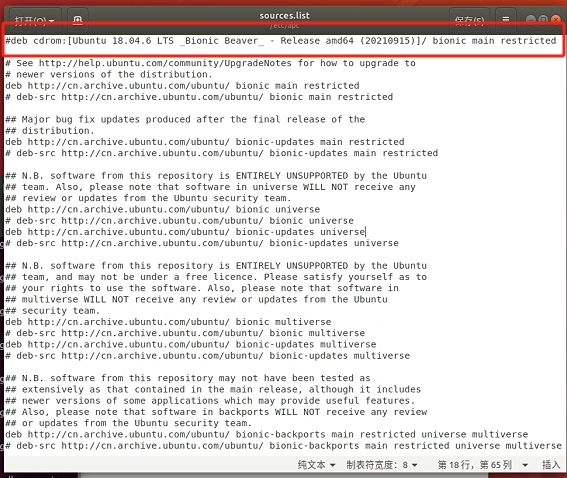 打开(O)
sources.list
/etc/apt
保存(S)
#deb cdrom:[Ubuntu 18.04.6 LTS _Bionic Beaver_ - Release amd64 (20210915)]/ bionic main restricted
# See http://help.ubuntu.com/community/UpgradeNotes for how to upgrade to
# newer versions of the distribution.
deb http://cn.archive.ubuntu.com/ubuntu/ bionic main restricted
# deb-src http://cn.archive.ubuntu.com/ubuntu/ bionic main restricted
## Major bug fix updates produced after the final release of the
## distribution.
deb http://cn.archive.ubuntu.com/ubuntu/ bionic-updates main restricted
# deb-src http://cn.archive.ubuntu.com/ubuntu/ bionic-updates main restricted
## N.B. software from this repository is ENTIRELY UNSUPPORTED by the Ubuntu
## team. Also, please note that software in universe WILL NOT receive any
## review or updates from the Ubuntu security team.
deb http://cn.archive.ubuntu.com/ubuntu/ bionic universe
# deb-src http://cn.archive.ubuntu.com/ubuntu/ bionic universe
deb http://cn.archive.ubuntu.com/ubuntu/ bionic-updates universe
# deb-src http://cn.archive.ubuntu.com/ubuntu/ bionic-updates universe
## N.B. software from this repository is ENTIRELY UNSUPPORTED by the Ubuntu
## team, and may not be under a free licence. Please satisfy yourself as to
## your rights to use the software. Also, please note that software in
## multiverse WILL NOT receive any review or updates from the Ubuntu
## security team.
deb http://cn.archive.ubuntu.com/ubuntu/ bionic multiverse
# deb-src http://cn.archive.ubuntu.com/ubuntu/ bionic multiverse
deb http://cn.archive.ubuntu.com/ubuntu/ bionic-updates multiverse
# deb-src http://cn.archive.ubuntu.com/ubuntu/ bionic-updates multiverse
## N.B. software from this repository may not have been tested as
## extensively as that contained in the main release, although it includes
## newer versions of some applications which may provide useful features.
## Also, please note that software in backports WILL NOT receive any review
## or updates from the Ubuntu security team.
deb http://cn.archive.ubuntu.com/ubuntu/ bionic-backports main restricted universe multiverse
# deb-src http://cn.archive.ubuntu.com/ubuntu/ bionic-backports main restricted universe multiverse
纯文本 制表符宽度：8 第 18 行，第 65 列 插入